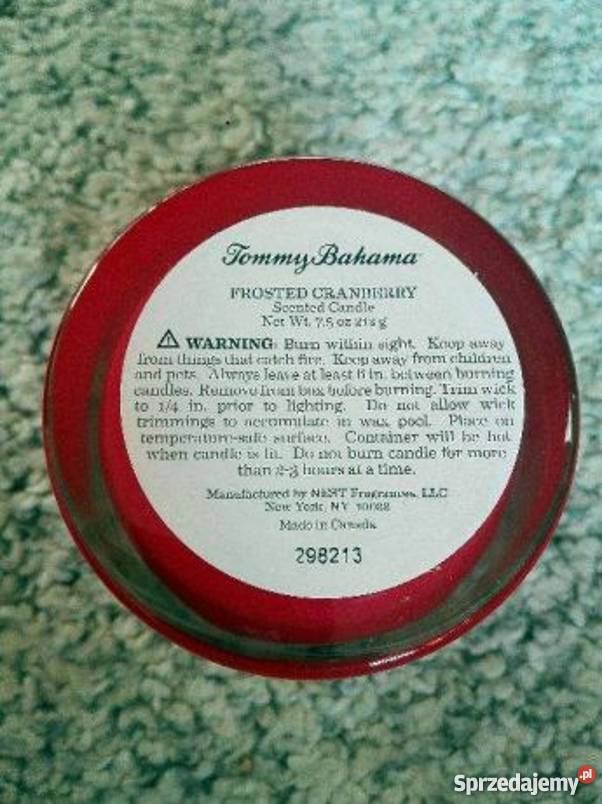 Tommy Bahama
FROSTED CRANBERRY
Scented Candle
Net Wt. 7.5 oz 212 g
WARNING: Burn within sight. Keep away
from things that catch fire. Keep away from children
and pets. Always leave at least 6 in. between burning
candles. Remove from box before burning. Trim wick
to 1/4 in. prior to lighting. Do not allow wick
trimmings to accumulate in wax pool. Place on
temperature-safe surface. Container will be hot
when candle is lit. Do not burn candle for more
than 2-3 hours at a time.
Manufactured by NEST Fragrances, LLC
New York, NY 10022
Made in Canada
298213
Sprzedajemy.pl